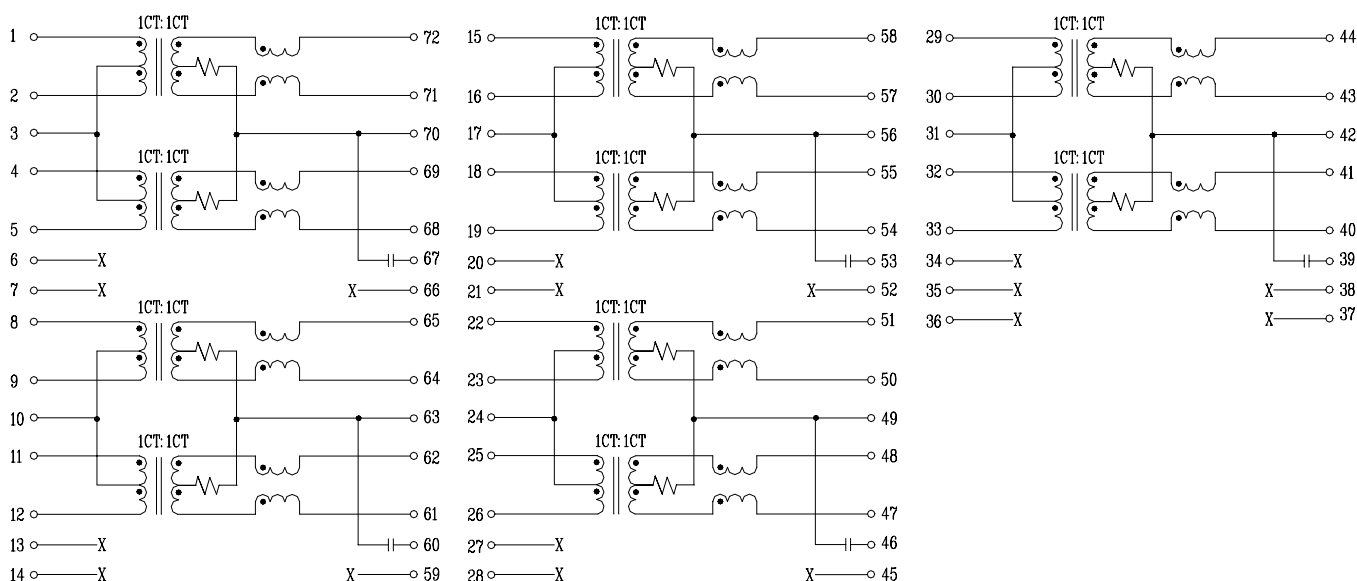 1CT:1CT 1CT:1CT 1CT:1CT
1 72 15 58 29 44
2 71 16 57 30 43
3 70 17 56 31 42
1CT:1CT 1CT:1CT 1CT:1CT
4 69 18 55 32 41
5 68 19 54 33 40
6 X 67 20 X 53 34 X 39
7 X X 66 21 X X 52 35 X X 38
1CT:1CT 1CT:1CT
8 65 22 51 36 X X 37
9 64 23 50
10 63 24 49
1CT:1CT 1CT:1CT
11 62 25 48
12 61 26 47
13 X 60 27 X 46
14 X X 59 28 X X 45